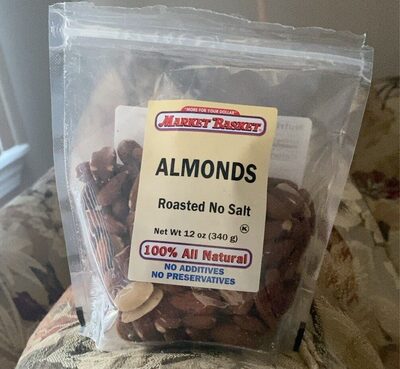 "MORE FOR YOUR DOLLAR"
MARKET BASKET
ALMONDS
Roasted No Salt
Net Wt 12 oz (340 g)
K
100% All Natural
NO ADDITIVES
NO PRESERVATIVES